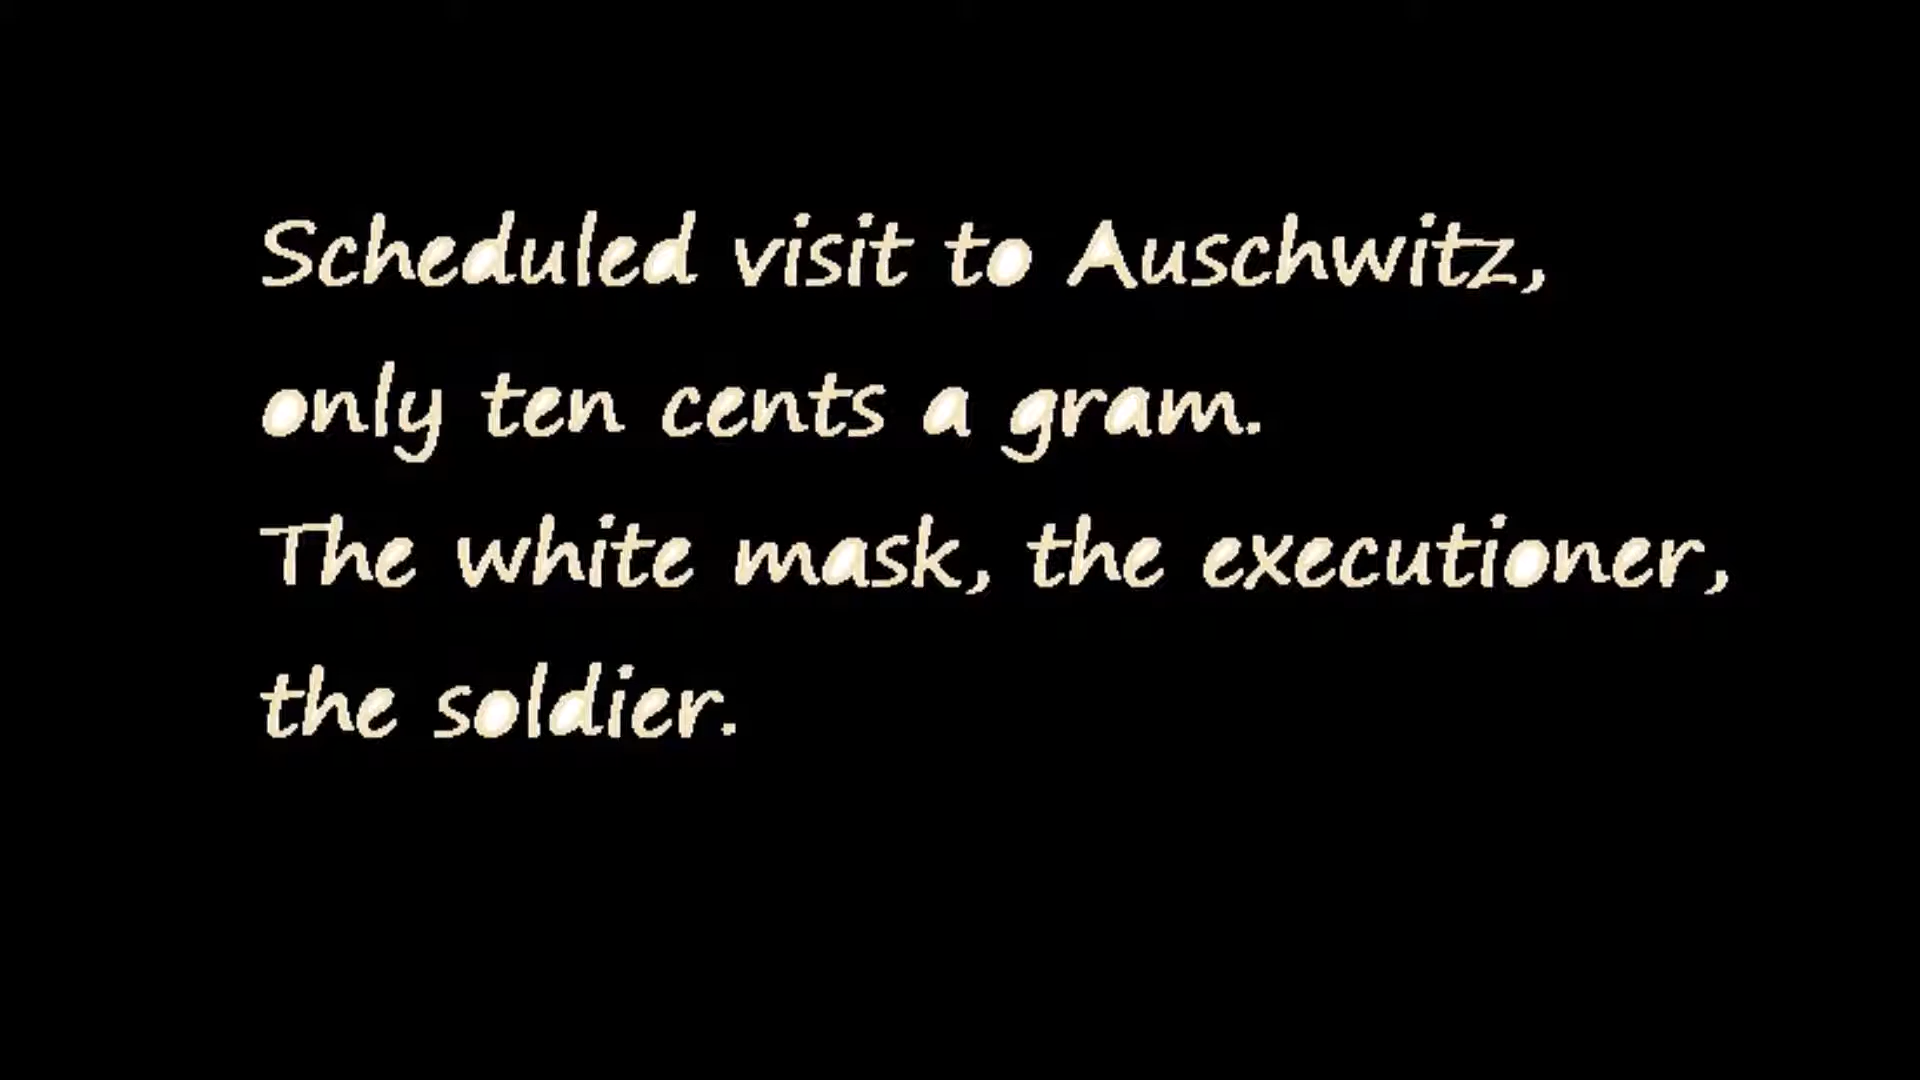 Scheduled visit to Auschwitz,
only ten cents a gram.
The white mask, the executioner,
the soldier.